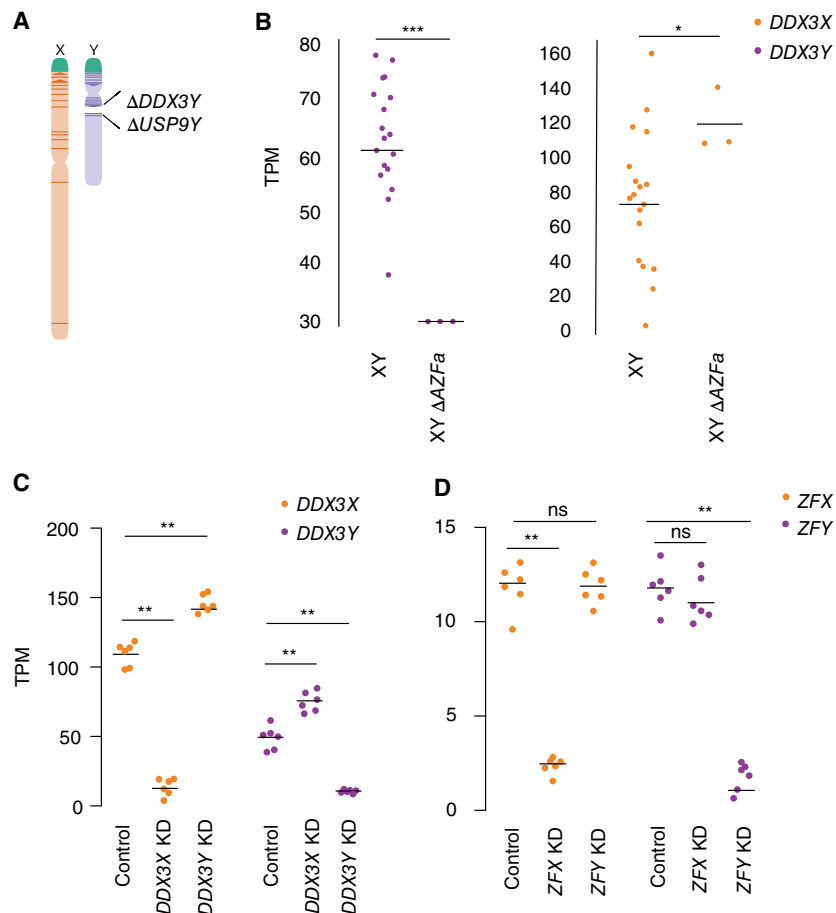 A
X Y
ΔDDX3Y
ΔUSP9Y
B
***
*
DDX3X
DDX3Y
TPM
80
70
60
50
40
30
160
140
120
100
80
60
40
20
0
XY
XY ΔAZFa
XY
XY ΔAZFa
C
DDX3X
DDX3Y
TPM
200
150
100
50
0
**
**
**
**
Control
DDX3X KD
DDX3Y KD
Control
DDX3X KD
DDX3Y KD
D
ZFX
ZFY
15
10
5
0
ns
**
**
ns
Control
ZFX KD
ZFY KD
Control
ZFX KD
ZFY KD